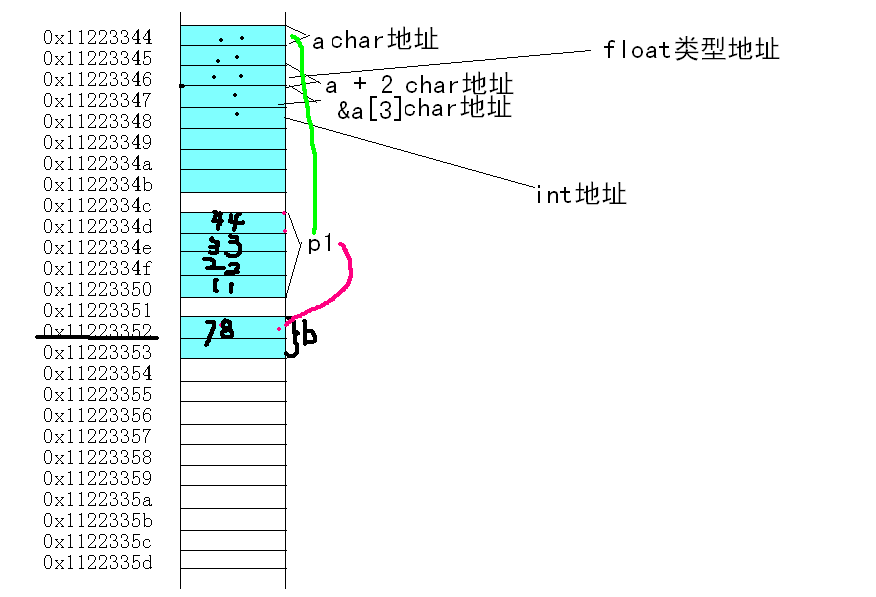 0x11223344
0x11223345
0x11223346
0x11223347
0x11223348
0x11223349
0x1122334a
0x1122334b
0x1122334c
0x1122334d
0x1122334e
0x1122334f
0x11223350
0x11223351
0x11223352
0x11223353
0x11223354
0x11223355
0x11223356
0x11223357
0x11223358
0x11223359
0x1122335a
0x1122335b
0x1122335c
0x1122335d
44
33
22
11
78
a char地址
float类型地址
a + 2 char地址
&a[3]char地址
int地址
p1
}b